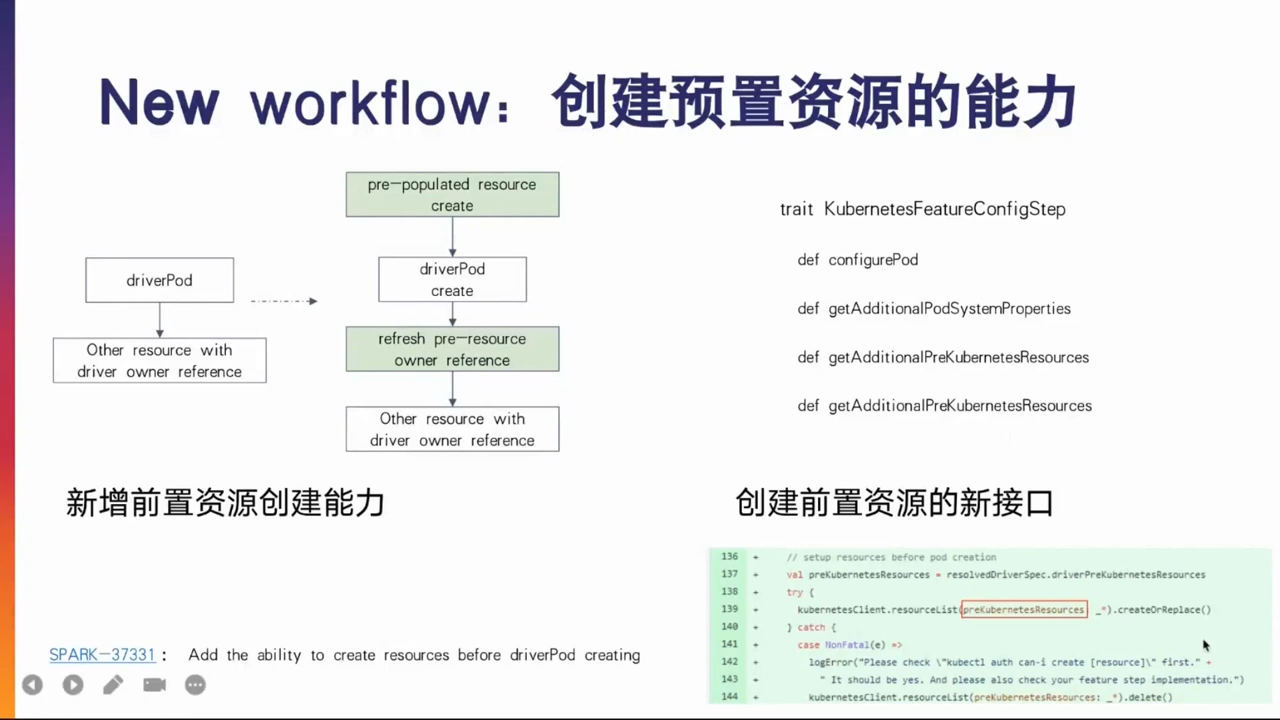 New workflow：创建预置资源的能力
driverPod
Other resource with
driver owner reference
pre-populated resource
create
driverPod
create
refresh pre-resource
owner reference
Other resource with
driver owner reference
新增前置资源创建能力
trait KubernetesFeatureConfigStep
def configurePod
def getAdditionalPodSystemProperties
def getAdditionalPreKubernetesResources
def getAdditionalPreKubernetesResources
创建前置资源的新接口
136 + // setup resources before pod creation
137 + val preKubernetesResources = resolvedDriverSpec.driverPreKubernetesResources
138 + try {
139 + kubernetesClient.resourceList(preKubernetesResources: _*).createOrReplace()
140 + } catch {
141 + case NonFatal(e) =>
142 + logError("Please check \"kubectl auth can-i create [resource]\" first." +
143 + " It should be yes. And please also check your feature step implementation.")
144 + kubernetesClient.resourceList(preKubernetesResources: _*).delete()
SPARK-37331： Add the ability to create resources before driverPod creating